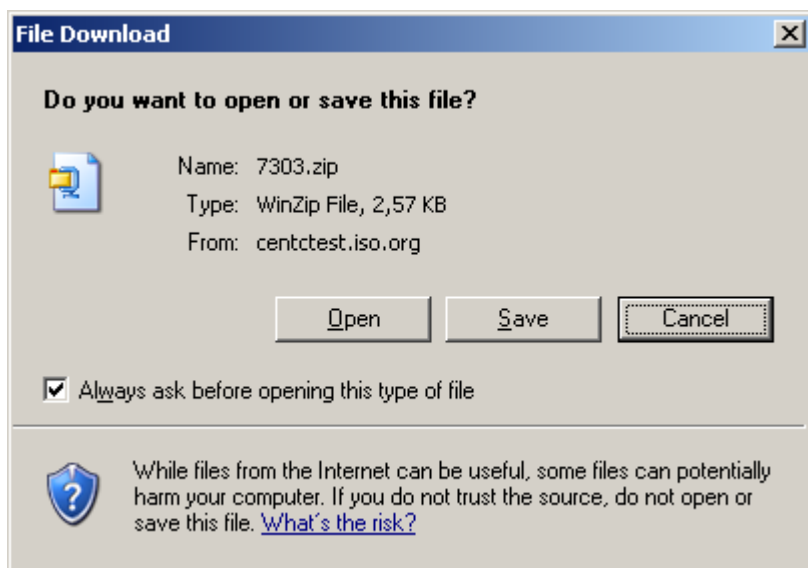 File Download
Do you want to open or save this file?
Name: 7303.zip
Type: WinZip File, 2,57 KB
From: centctest.iso.org
Open Save Cancel
Always ask before opening this type of file
While files from the Internet can be useful, some files can potentially
harm your computer. If you do not trust the source, do not open or
save this file. What's the risk?